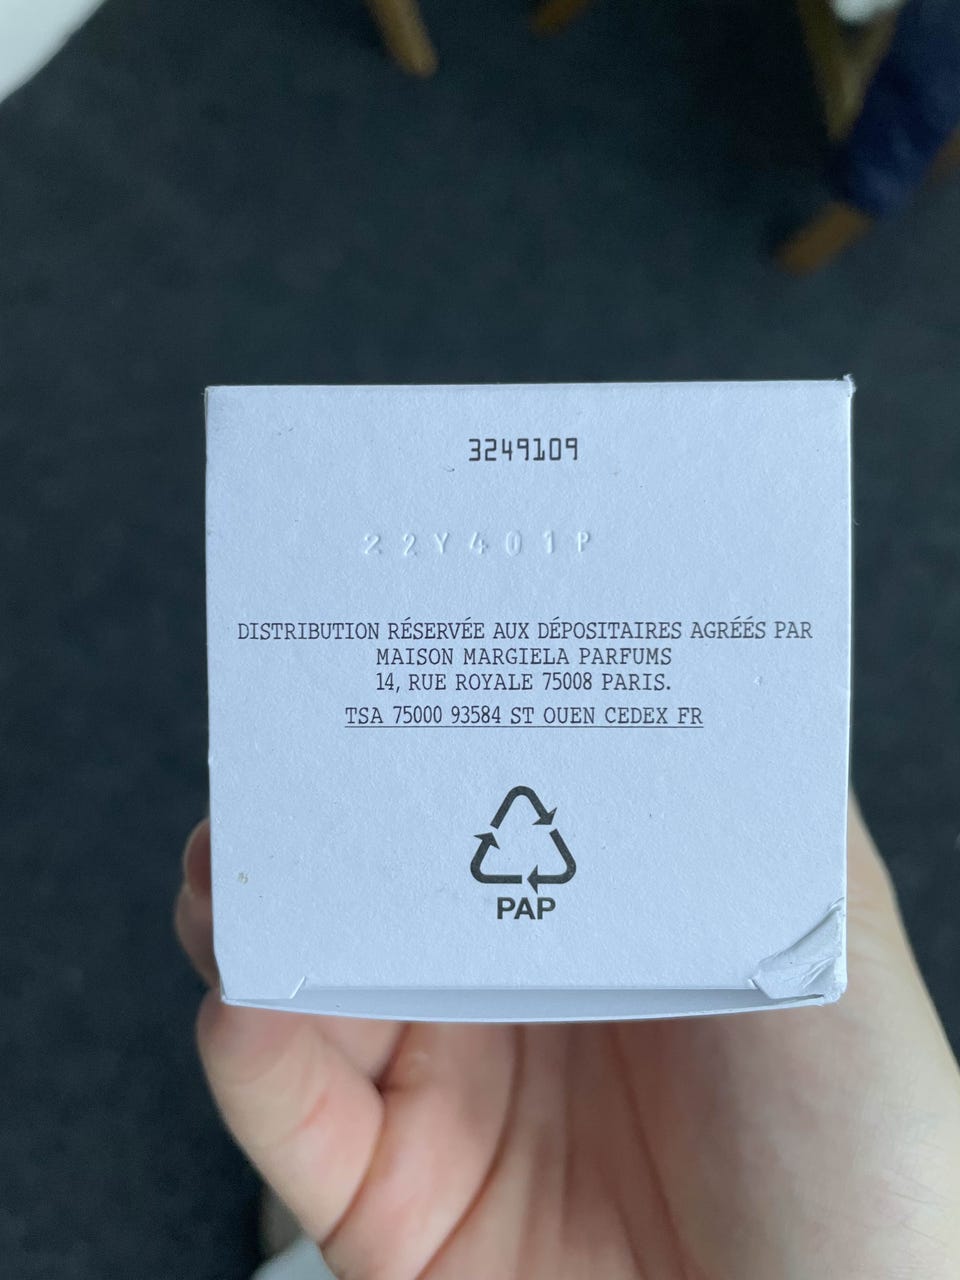 3249109
22Y401P
DISTRIBUTION RÉSERVÉE AUX DÉPOSITAIRES AGRÉÉS PAR
MAISON MARGIELA PARFUMS
14, RUE ROYALE 75008 PARIS.
TSA 75000 93584 ST OUEN CEDEX FR
PAP